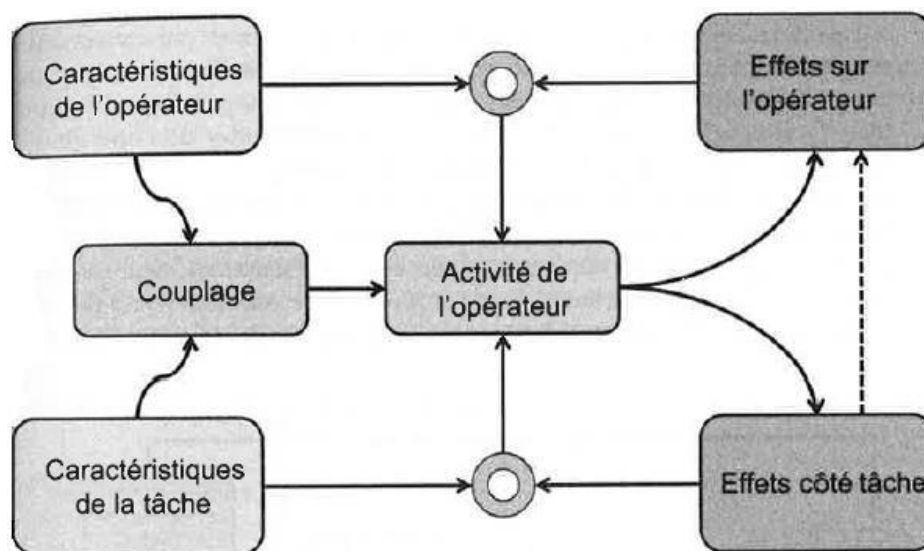 Caractéristiques
de l'opérateur
Effets sur
l'opérateur
Couplage
Activité de
l'opérateur
Caractéristiques
de la tâche
Effets côté tâche